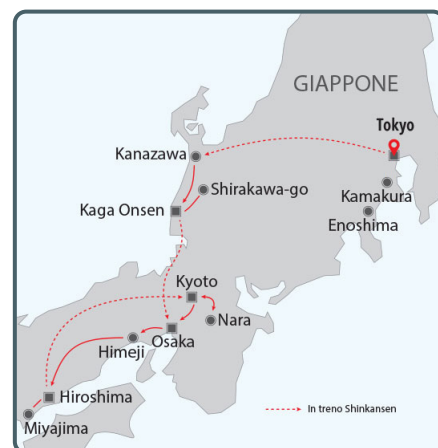 GIAPPONE
Tokyo
Kanazawa
Shirakawa-go
Kamakura
Kaga Onsen
Enoshima
Kyoto
Nara
Osaka
Himeji
Hiroshima
In treno Shinkansen
Miyajima